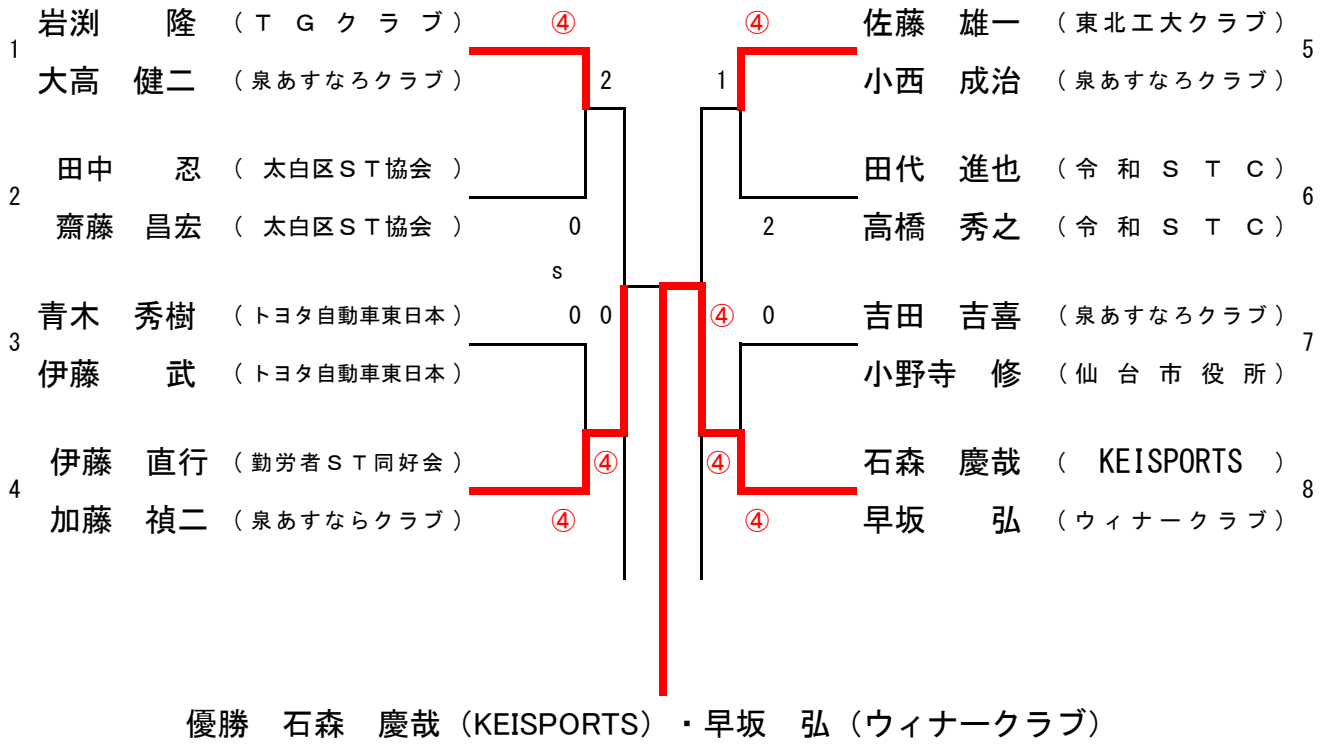 岩渕　隆 （ＴＧクラブ） ④
1
大高　健二 （泉あすなろクラブ） 2
田中　忍 （太白区ＳＴ協会）
2
齋藤　昌宏 （太白区ＳＴ協会） 0
s
青木　秀樹 （トヨタ自動車東日本） 0 0
3
伊藤　武 （トヨタ自動車東日本）
伊藤　直行 （勤労者ＳＴ同好会） ④
4
加藤　禎二 （泉あすならクラブ） ④
④ 佐藤　雄一 （東北工大クラブ）
5
1 小西　成治 （泉あすなろクラブ）
田代　進也 （令和ＳＴＣ）
6
2 高橋　秀之 （令和ＳＴＣ）
④ 0 吉田　吉喜 （泉あすなろクラブ）
7
小野寺　修 （仙台市役所）
④ 石森　慶哉 （KEISPORTS）
8
④ 早坂　弘 （ウィナークラブ）
優勝　石森　慶哉（KEISPORTS）・早坂　弘（ウィナークラブ）